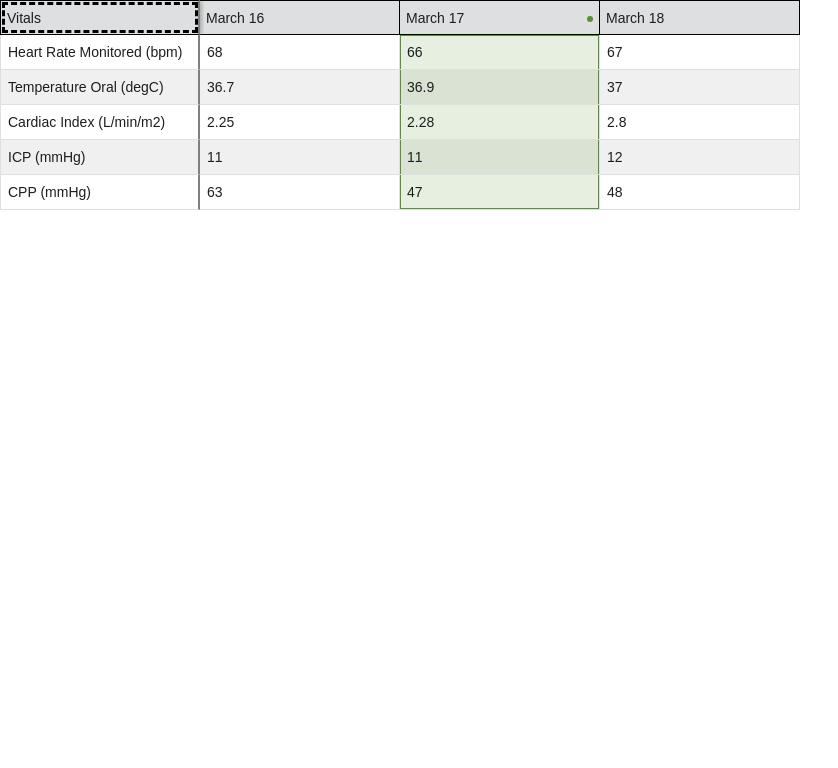 Vitals March 16 March 17 March 18
Heart Rate Monitored (bpm) 68 66 67
Temperature Oral (degC) 36.7 36.9 37
Cardiac Index (L/min/m2) 2.25 2.28 2.8
ICP (mmHg) 11 11 12
CPP (mmHg) 63 47 48